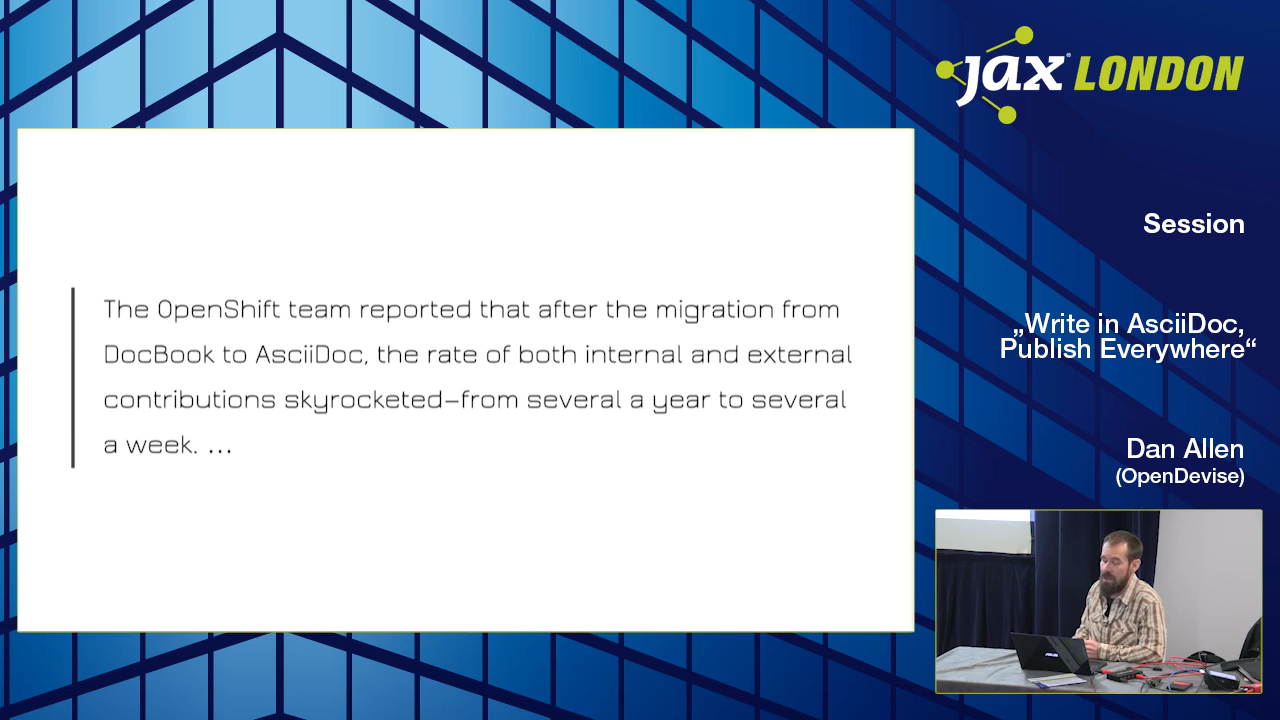 jax® LONDON
The OpenShift team reported that after the migration from
DocBook to AsciiDoc, the rate of both internal and external
contributions skyrocketed—from several a year to several
a week. ...
Session
„Write in AsciiDoc,
Publish Everywhere“
Dan Allen
(OpenDevise)
ASUS